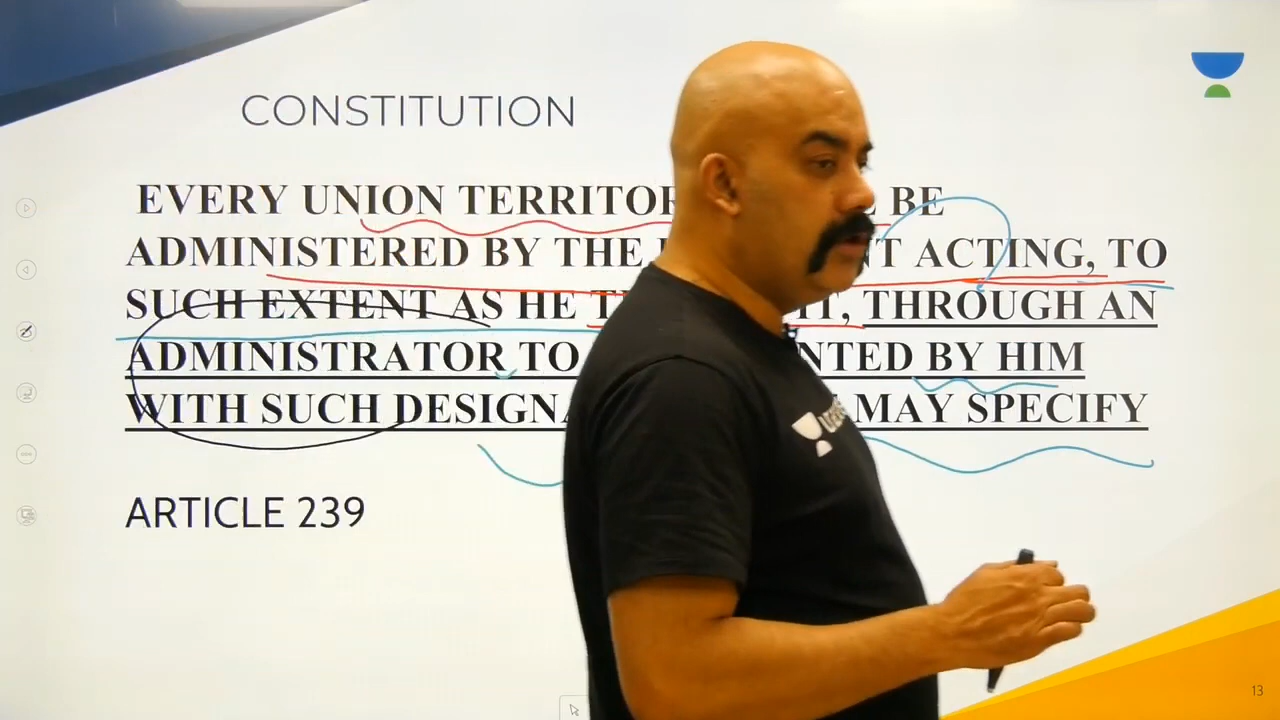 CONSTITUTION
EVERY UNION TERRITOR BE
ADMINISTERED BY THE NT ACTING, TO
SUCH EXTENT AS HE IT, THROUGH AN
ADMINISTRATOR TO NTED BY HIM
WITH SUCH DESIGNA MAY SPECIFY
ARTICLE 239
13